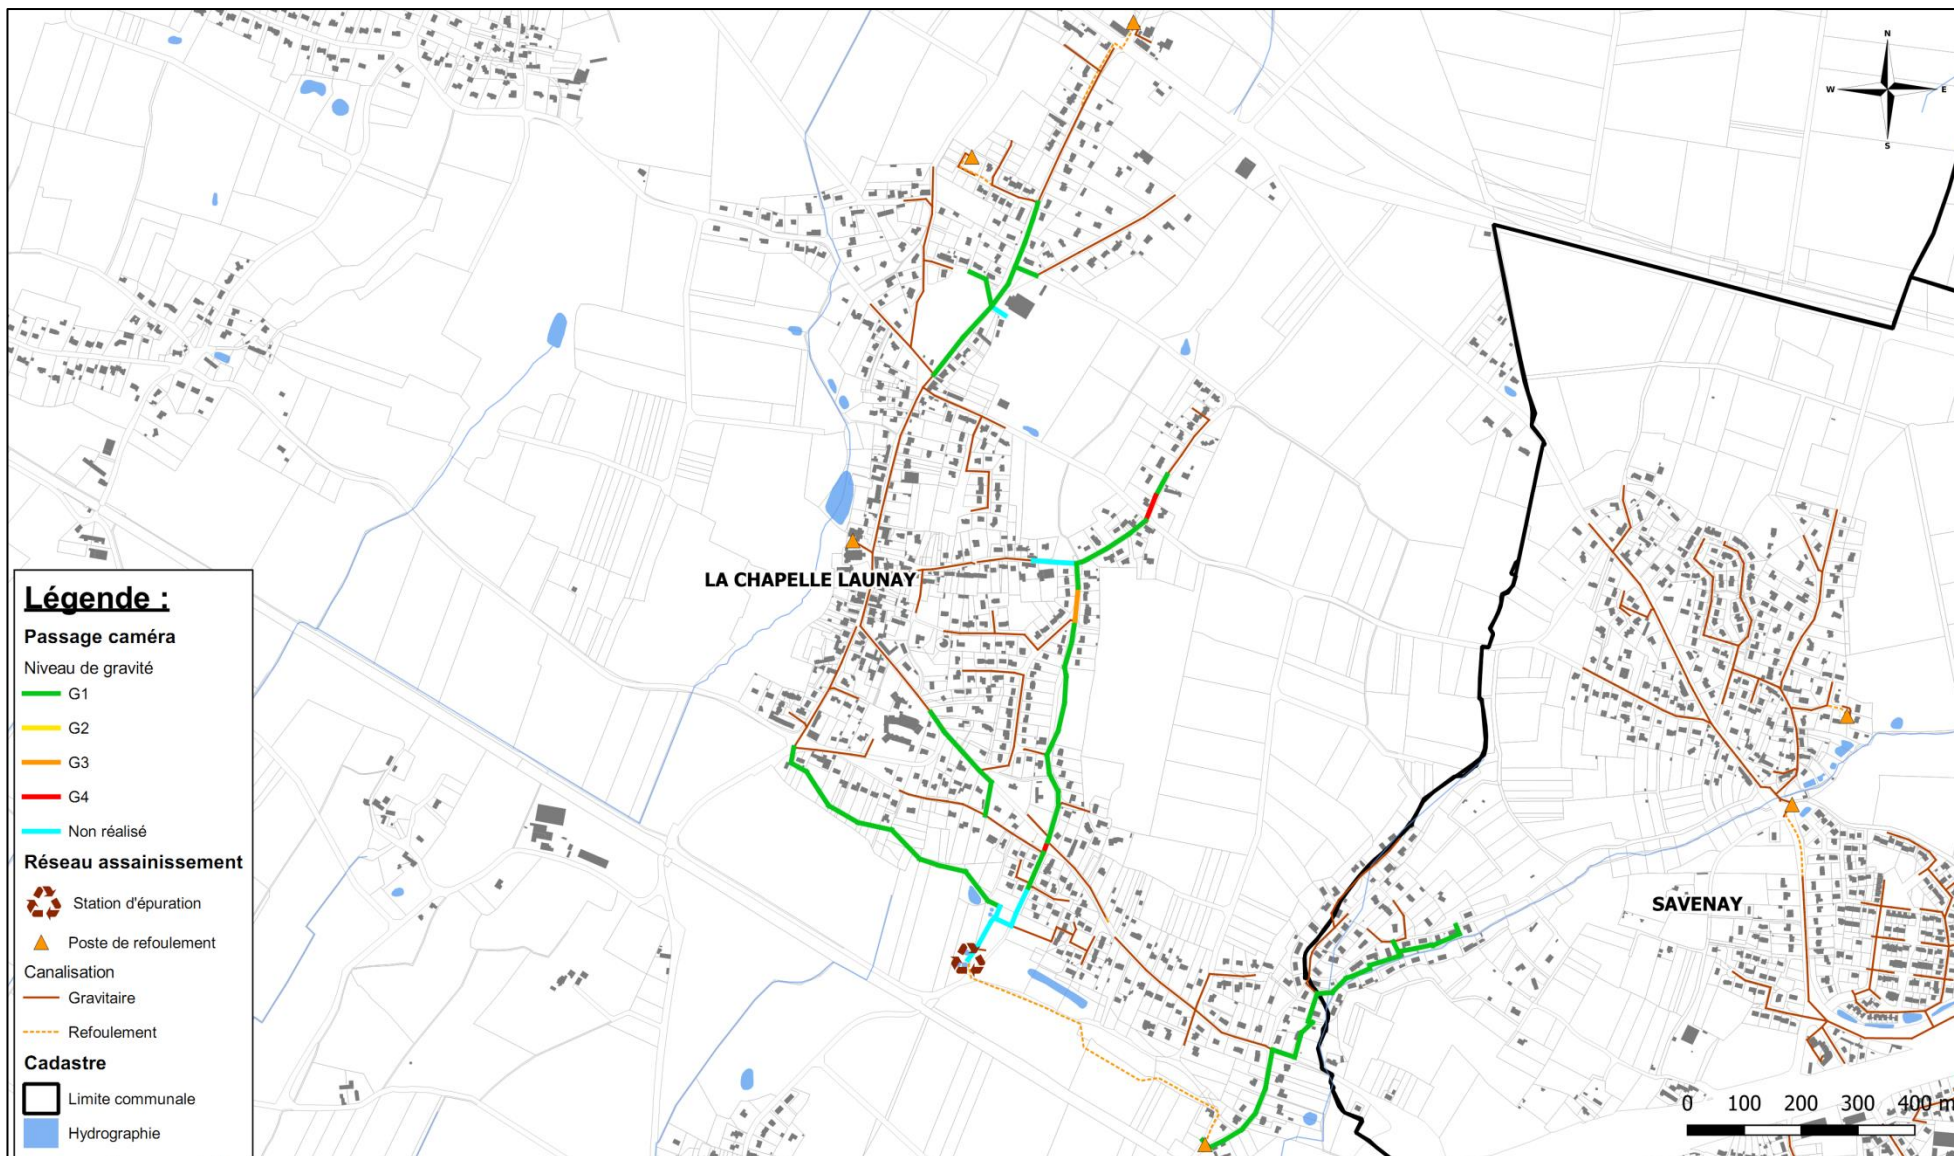 N
W
E
S
LA CHAPELLE LAUNAY
SAVENAY
Légende :
Passage caméra
Niveau de gravité
G1
G2
G3
G4
Non réalisé
Réseau assainissement
Station d'épuration
Poste de refoulement
Canalisation
Gravitaire
Refoulement
Cadastre
Limite communale
Hydrographie
0 100 200 300 400 m